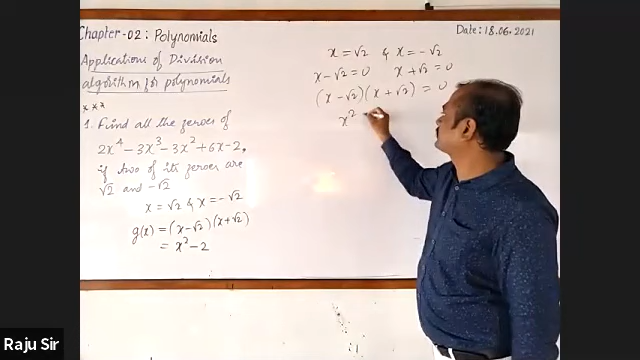 Chapter-02: Polynomials
Date: 18.06.2021
Applications of Division
algorithm for polynomials
***
1. Find all the zeroes of
2x⁴-3x³-3x²+6x-2,
if two of its zeroes are
√2 and -√2
x = √2 & x = -√2
g(x) = (x-√2)(x+√2)
= x²-2
x = √2 & x = -√2
x-√2 = 0 x+√2 = 0
(x-√2)(x+√2) = 0
x²
Raju Sir